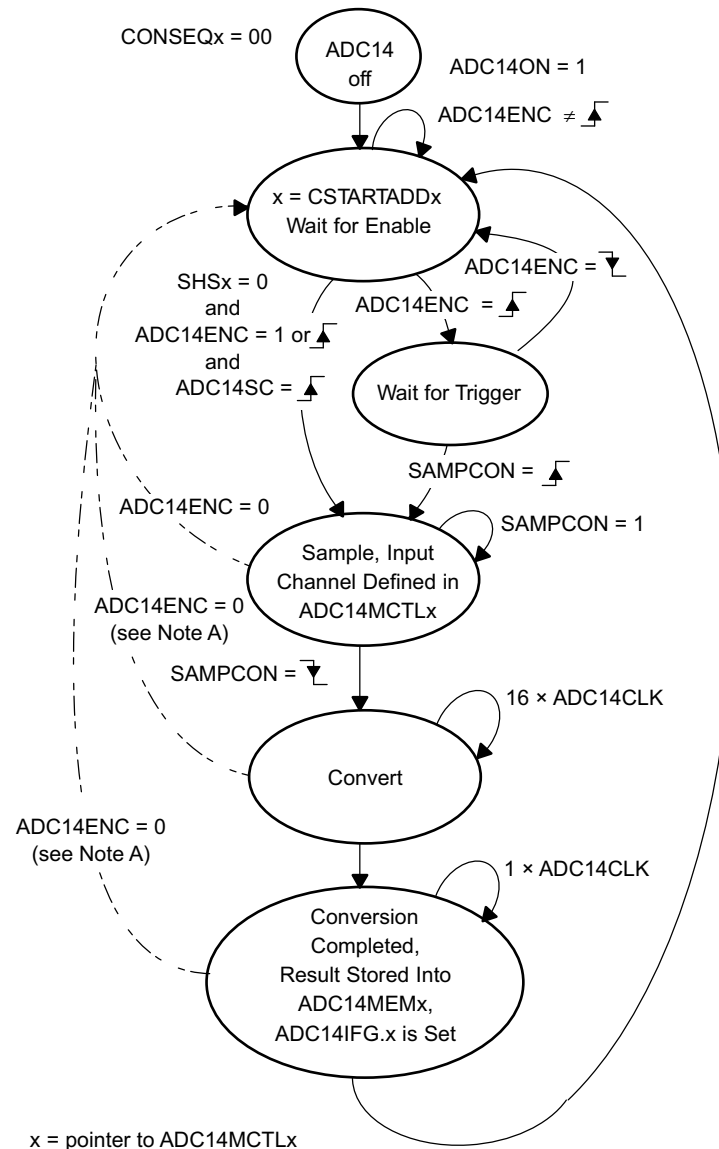 CONSEQx = 00
ADC14
off
ADC14ON = 1
ADC14ENC ≠
x = CSTARTADDx
Wait for Enable
SHSx = 0
and
ADC14ENC = 1 or
and
ADC14SC =
ADC14ENC =
ADC14ENC =
Wait for Trigger
SAMPCON =
ADC14ENC = 0
SAMPCON = 1
Sample, Input
Channel Defined in
ADC14MCTLx
ADC14ENC = 0
(see Note A)
SAMPCON =
16 × ADC14CLK
Convert
ADC14ENC = 0
(see Note A)
1 × ADC14CLK
Conversion
Completed,
Result Stored Into
ADC14MEMx,
ADC14IFG.x is Set
x = pointer to ADC14MCTLx